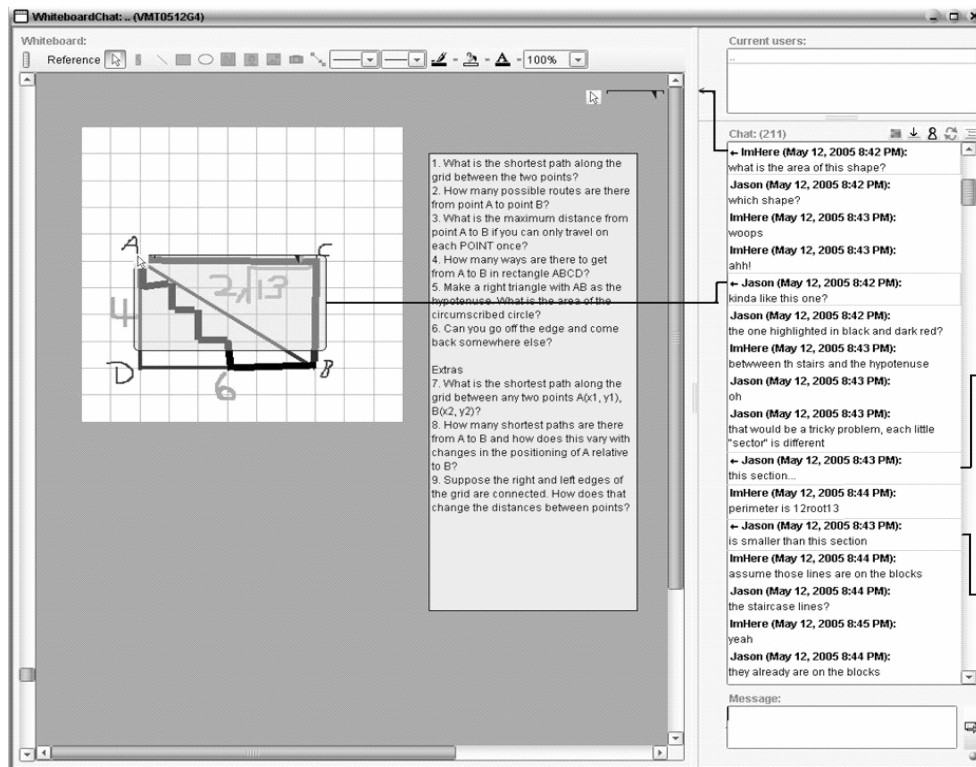 WhiteboardChat: .. (VMT0512G4)
Whiteboard:
Reference
100%
A
C
2√13
4
D
6
B
1. What is the shortest path along the
grid between the two points?
2. How many possible routes are there
from point A to point B?
3. What is the maximum distance from
point A to B if you can only travel on
each POINT once?
4. How many ways are there to get
from A to B in rectangle ABCD?
5. Make a right triangle with AB as the
hypotenuse. What is the area of the
circumscribed circle?
6. Can you go off the edge and come
back somewhere else?
Extras
7. What is the shortest path along the
grid between any two points A(x1, y1),
B(x2, y2)?
8. How many shortest paths are there
from A to B and how does this vary with
changes in the positioning of A relative
to B?
9. Suppose the right and left edges of
the grid are connected. How does that
change the distances between points?
Current users:
..
Chat: (211)
← ImHere (May 12, 2005 8:42 PM):
what is the area of this shape?
Jason (May 12, 2005 8:42 PM):
which shape?
ImHere (May 12, 2005 8:43 PM):
woops
ImHere (May 12, 2005 8:43 PM):
ahh!
← Jason (May 12, 2005 8:42 PM):
kinda like this one?
Jason (May 12, 2005 8:42 PM):
the one highlighted in black and dark red?
ImHere (May 12, 2005 8:43 PM):
betwwern th stairs and the hypotenuse
Jason (May 12, 2005 8:43 PM):
oh
Jason (May 12, 2005 8:43 PM):
that would be a tricky problem, each little
"sector" is different
← Jason (May 12, 2005 8:43 PM):
this section...
ImHere (May 12, 2005 8:44 PM):
perimeter is 12root13
← Jason (May 12, 2005 8:43 PM):
is smaller than this section
ImHere (May 12, 2005 8:44 PM):
assume those lines are on the blocks
Jason (May 12, 2005 8:44 PM):
the staircase lines?
ImHere (May 12, 2005 8:45 PM):
yeah
Jason (May 12, 2005 8:44 PM):
they already are on the blocks
Message: